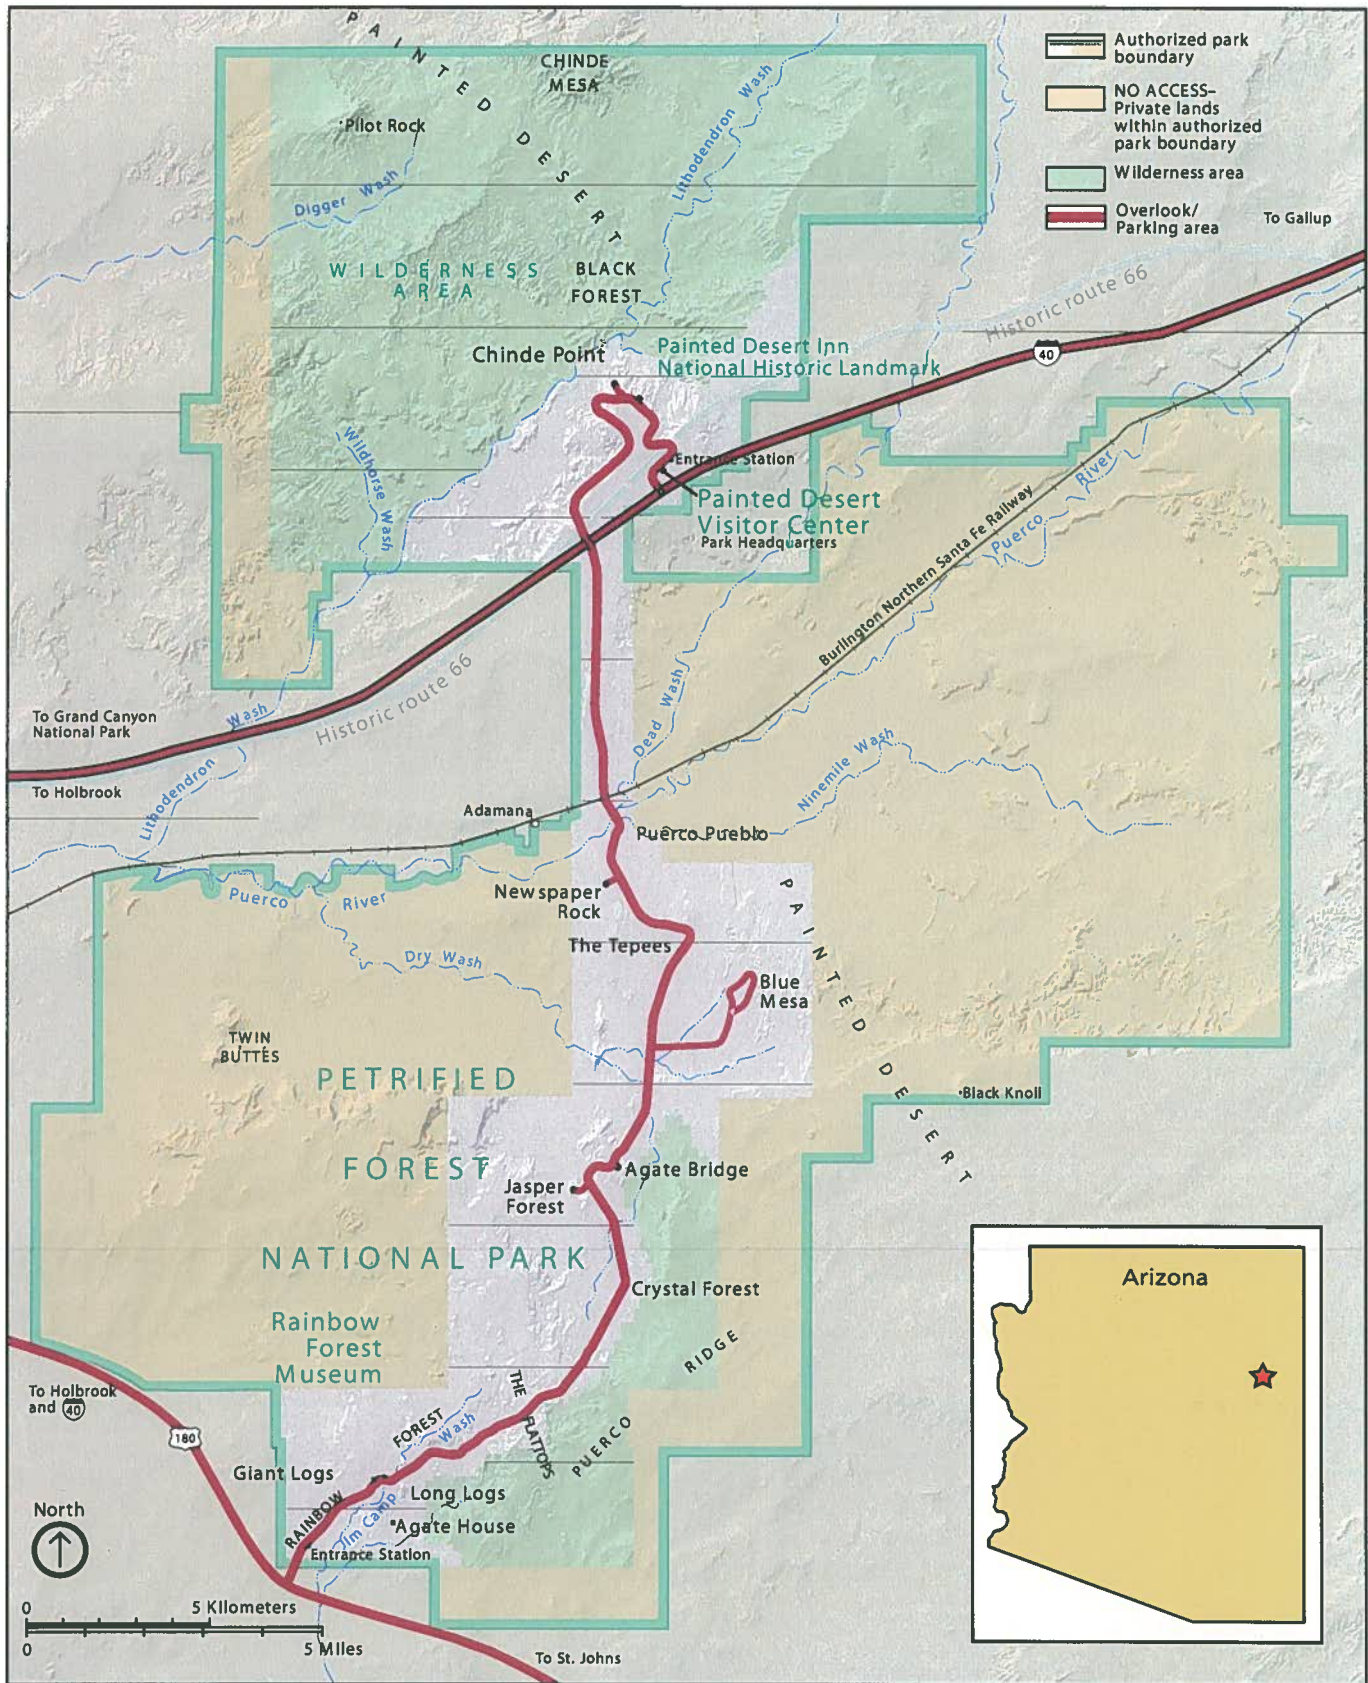 PAINTED DESERT
CHINDE
MESA
Pilot Rock
Digger Wash
Lithodendron Wash
Authorized park
boundary
NO ACCESS–
Private lands
within authorized
park boundary
Wilderness area
Overlook/
Parking area
To Gallup
WILDERNESS
AREA
BLACK
FOREST
Historic route 66
40
Chinde Point
Painted Desert Inn
National Historic Landmark
Wildhorse Wash
Entrance Station
Painted Desert
Visitor Center
Park Headquarters
Puerco River
Burlington Northern Santa Fe Railway
Historic route 66
To Grand Canyon
National Park
To Holbrook
Lithodendron Wash
Dead Wash
Ninemile Wash
Adamana
Puerco Pueblo
Puerco River
Newspaper
Rock
The Tepees
Dry Wash
Blue
Mesa
PAINTED DESERT
TWIN
BUTTES
Black Knoll
PETRIFIED
FOREST
NATIONAL PARK
Agate Bridge
Jasper
Forest
Crystal Forest
Rainbow
Forest
Museum
PUERCO RIDGE
THE FLATTOPS
To Holbrook
and 40
180
RAINBOW FOREST
Jim Camp Wash
Giant Logs
Long Logs
Agate House
Entrance Station
North
0 5 Kilometers
0 5 Miles
To St. Johns
Arizona